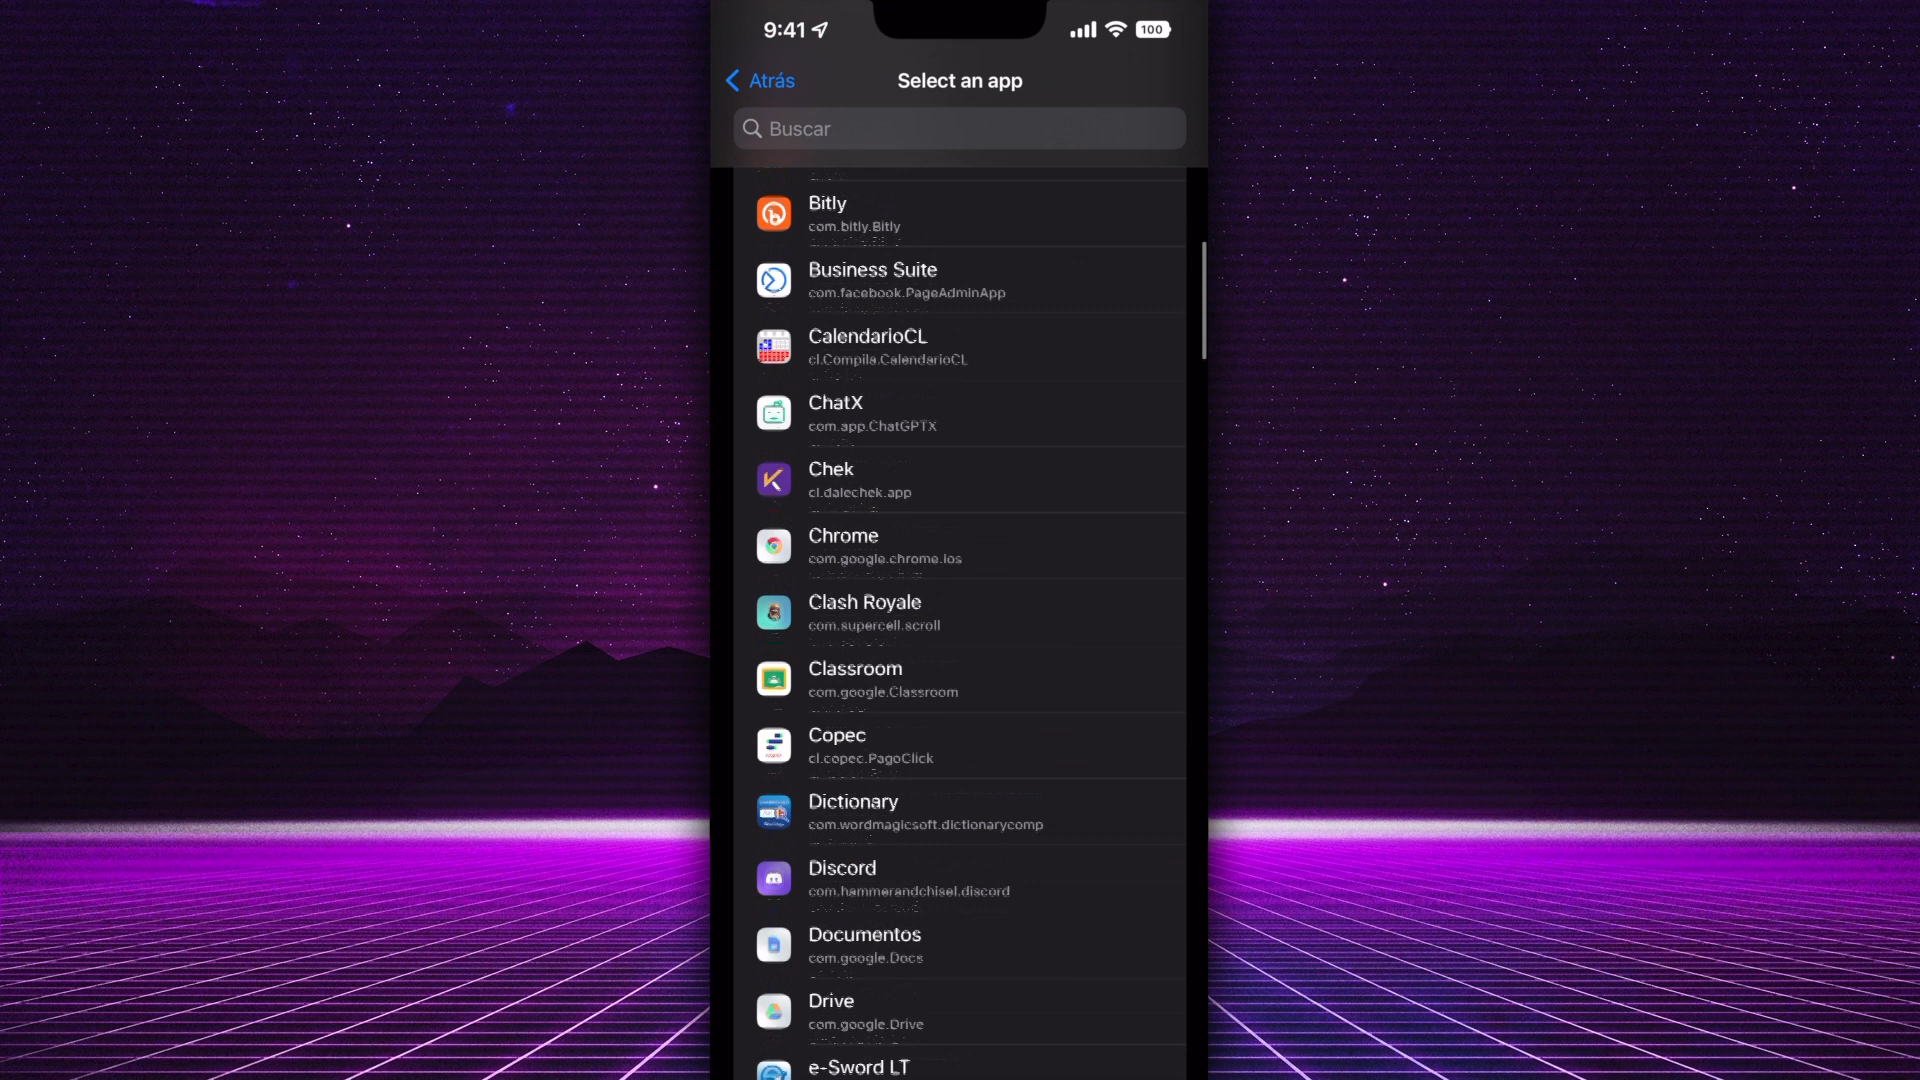 9:41
100
Atrás
Select an app
Buscar
Bitly
com.bitly.Bitly
Business Suite
com.facebook.PageAdminApp
CalendarioCL
cl.Compila.CalendarioCL
ChatX
com.app.ChatGPTX
Chek
cl.dalechek.app
Chrome
com.google.chrome.ios
Clash Royale
com.supercell.scroll
Classroom
com.google.Classroom
Copec
cl.copec.PagoClick
Dictionary
com.wordmagicsoft.dictionarycomp
Discord
com.hammerandchisel.discord
Documentos
com.google.Docs
Drive
com.google.Drive
e-Sword LT